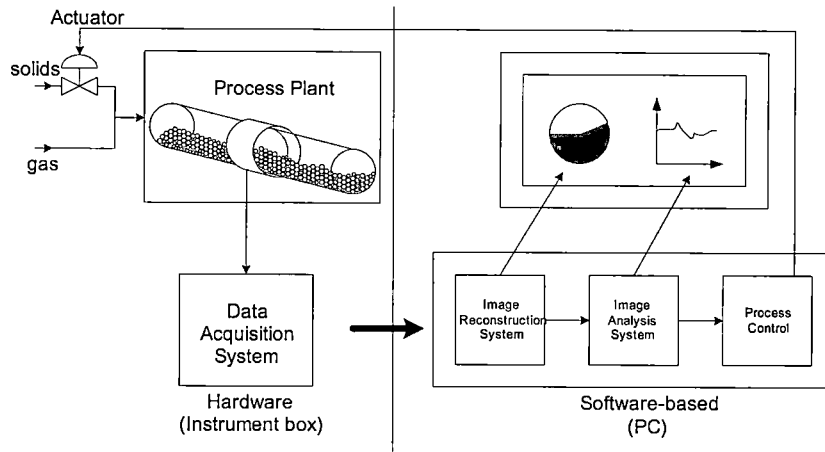 Actuator
solids
gas
Process Plant
Data
Acquisition
System
Hardware
(Instrument box)
Image
Reconstruction
System
Image
Analysis
System
Process
Control
Software-based
(PC)